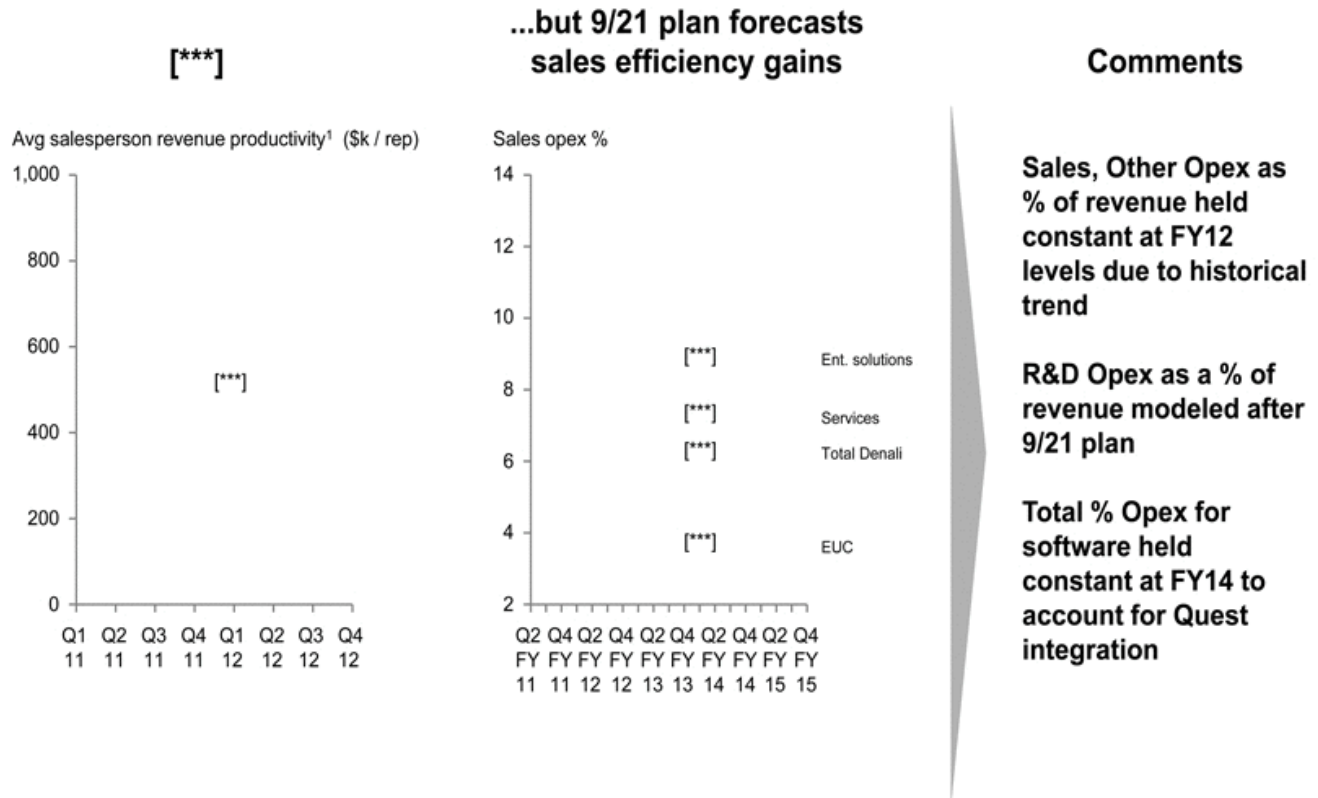 [***]
Avg salesperson revenue productivity¹ ($k / rep)
1,000
800
600
400
200
0
[***]
Q1 Q2 Q3 Q4 Q1 Q2 Q3 Q4
11 11 11 11 12 12 12 12
...but 9/21 plan forecasts
sales efficiency gains
Sales opex %
14
12
10
8
6
4
2
[***] Ent. solutions
[***] Services
[***] Total Denali
[***] EUC
Q2 Q4 Q2 Q4 Q2 Q4 Q2 Q4 Q2 Q4
FY FY FY FY FY FY FY FY FY FY
11 11 12 12 13 13 14 14 15 15
Comments
Sales, Other Opex as
% of revenue held
constant at FY12
levels due to historical
trend
R&D Opex as a % of
revenue modeled after
9/21 plan
Total % Opex for
software held
constant at FY14 to
account for Quest
integration